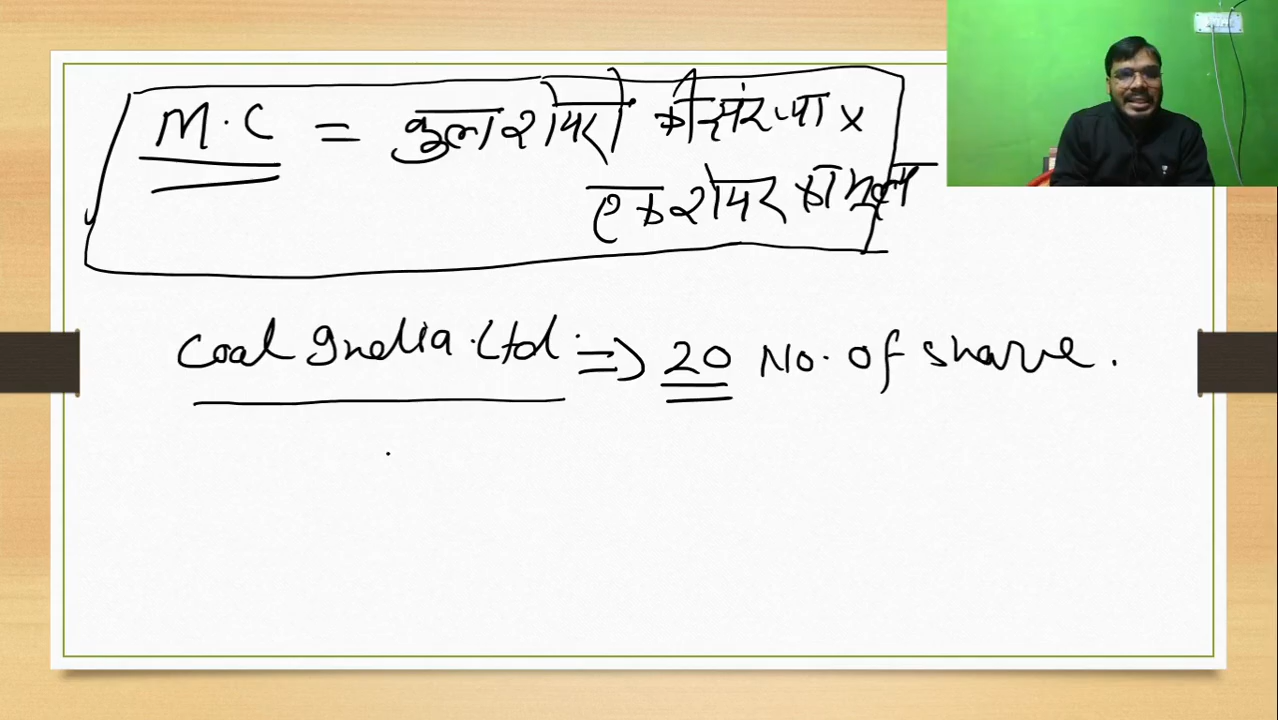 M.C = कुल शेयरों की संख्या ×
एक शेयर का मूल्य
Coal India.Ltd. => 20 No. of share.